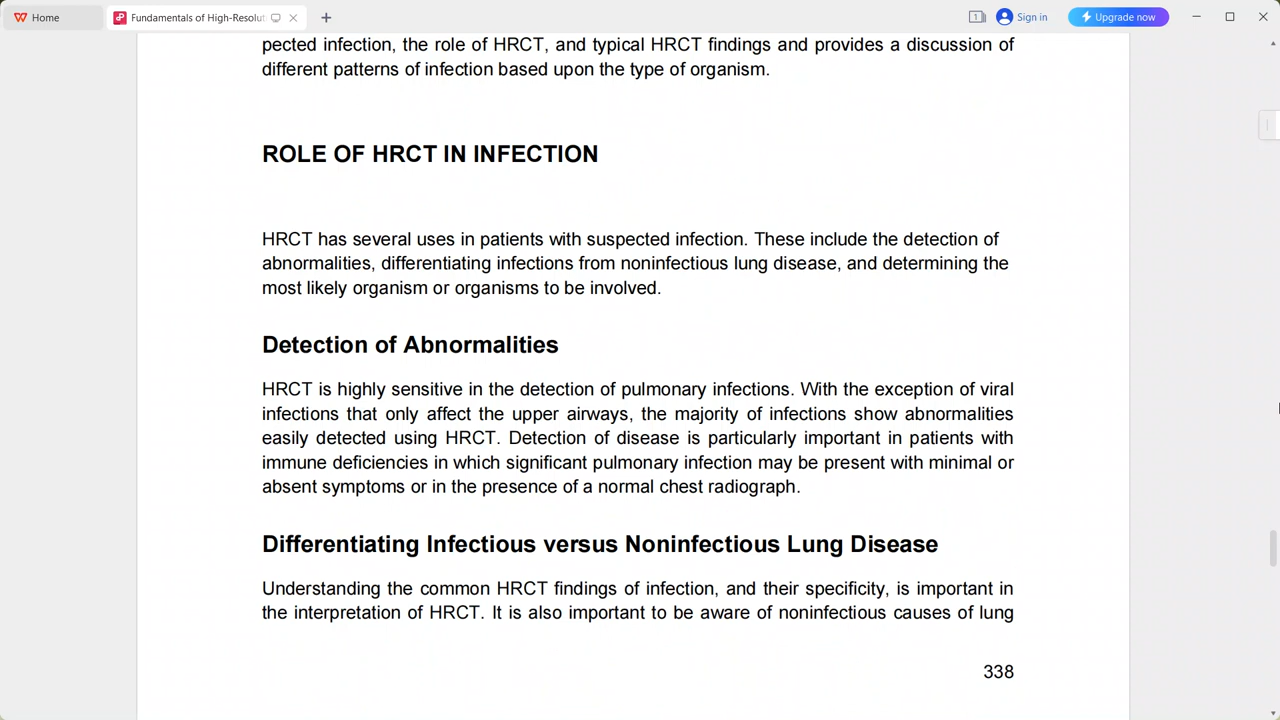 Home
Fundamentals of High-Resolut
1
Sign in
Upgrade now
pected infection, the role of HRCT, and typical HRCT findings and provides a discussion of
different patterns of infection based upon the type of organism.
ROLE OF HRCT IN INFECTION
HRCT has several uses in patients with suspected infection. These include the detection of
abnormalities, differentiating infections from noninfectious lung disease, and determining the
most likely organism or organisms to be involved.
Detection of Abnormalities
HRCT is highly sensitive in the detection of pulmonary infections. With the exception of viral
infections that only affect the upper airways, the majority of infections show abnormalities
easily detected using HRCT. Detection of disease is particularly important in patients with
immune deficiencies in which significant pulmonary infection may be present with minimal or
absent symptoms or in the presence of a normal chest radiograph.
Differentiating Infectious versus Noninfectious Lung Disease
Understanding the common HRCT findings of infection, and their specificity, is important in
the interpretation of HRCT. It is also important to be aware of noninfectious causes of lung
338